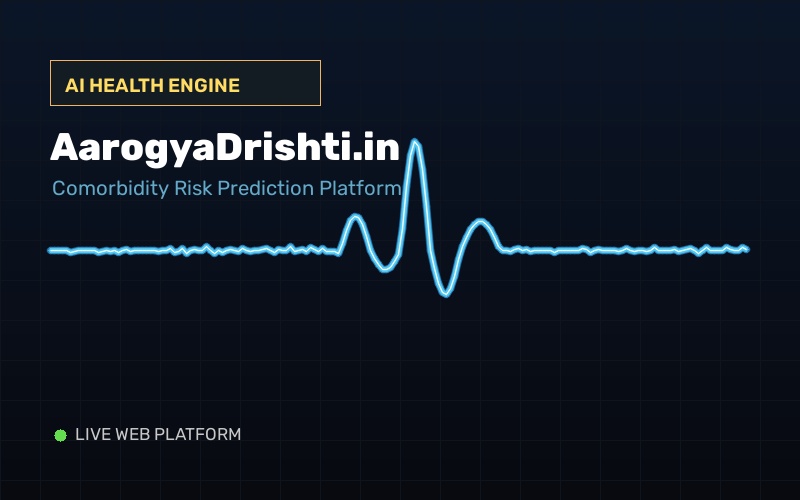 AI HEALTH ENGINE
AarogyaDrishti.in
Comorbidity Risk Prediction Platform
LIVE WEB PLATFORM